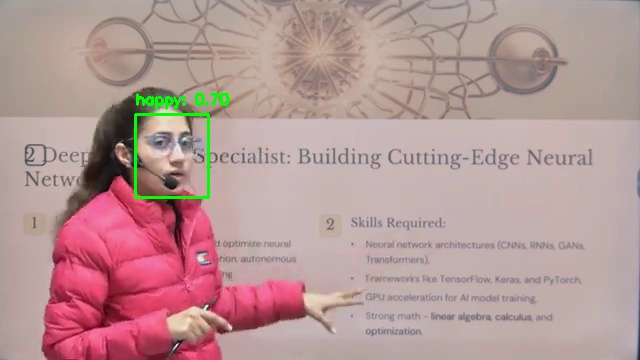 happy: 0.70
2 Deep Specialist: Building Cutting-Edge Neural
Netwo
1
2 Skills Required:
d optimize neural
• Neural network architectures (CNNs, RNNs, GANs,
tion, autonomous
Transformers).
ng
• Frameworks like TensorFlow, Keras, and PyTorch.
GPU acceleration for AI model training.
• Strong math – linear algebra, calculus, and
optimization.